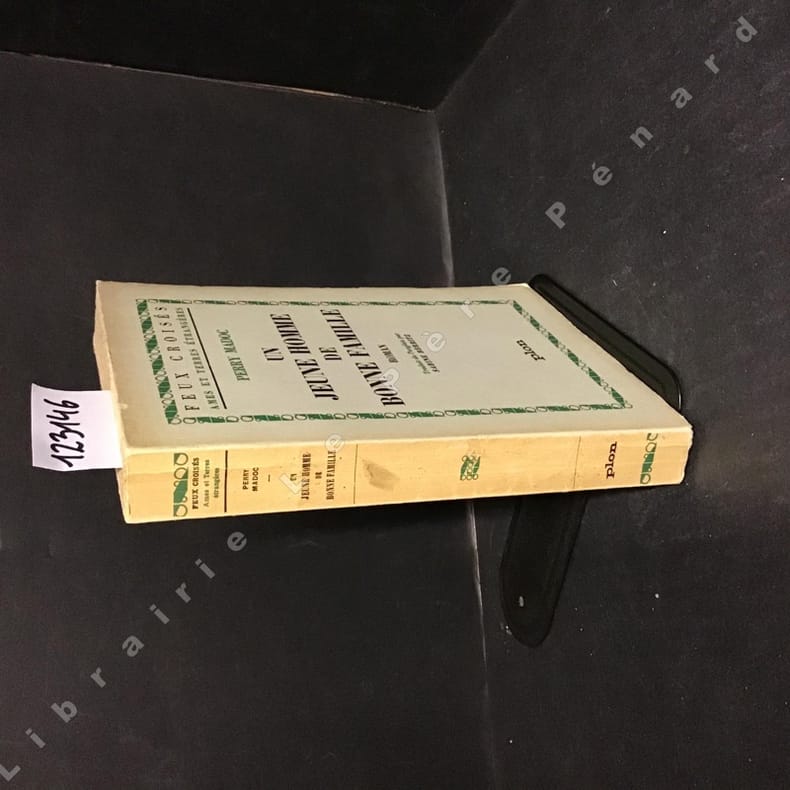 FEUX CROISÉS
AMES ET TERRES ÉTRANGÈRES
PERRY MADOC
UN
JEUNE HOMME
DE
BONNE FAMILLE
ROMAN
plon
FEUX CROISÉS
Ames et Terres
étrangères
PERRY
MADOC
UN
JEUNE HOMME
DE
BONNE FAMILLE
plon
123146
Librairie Pénard